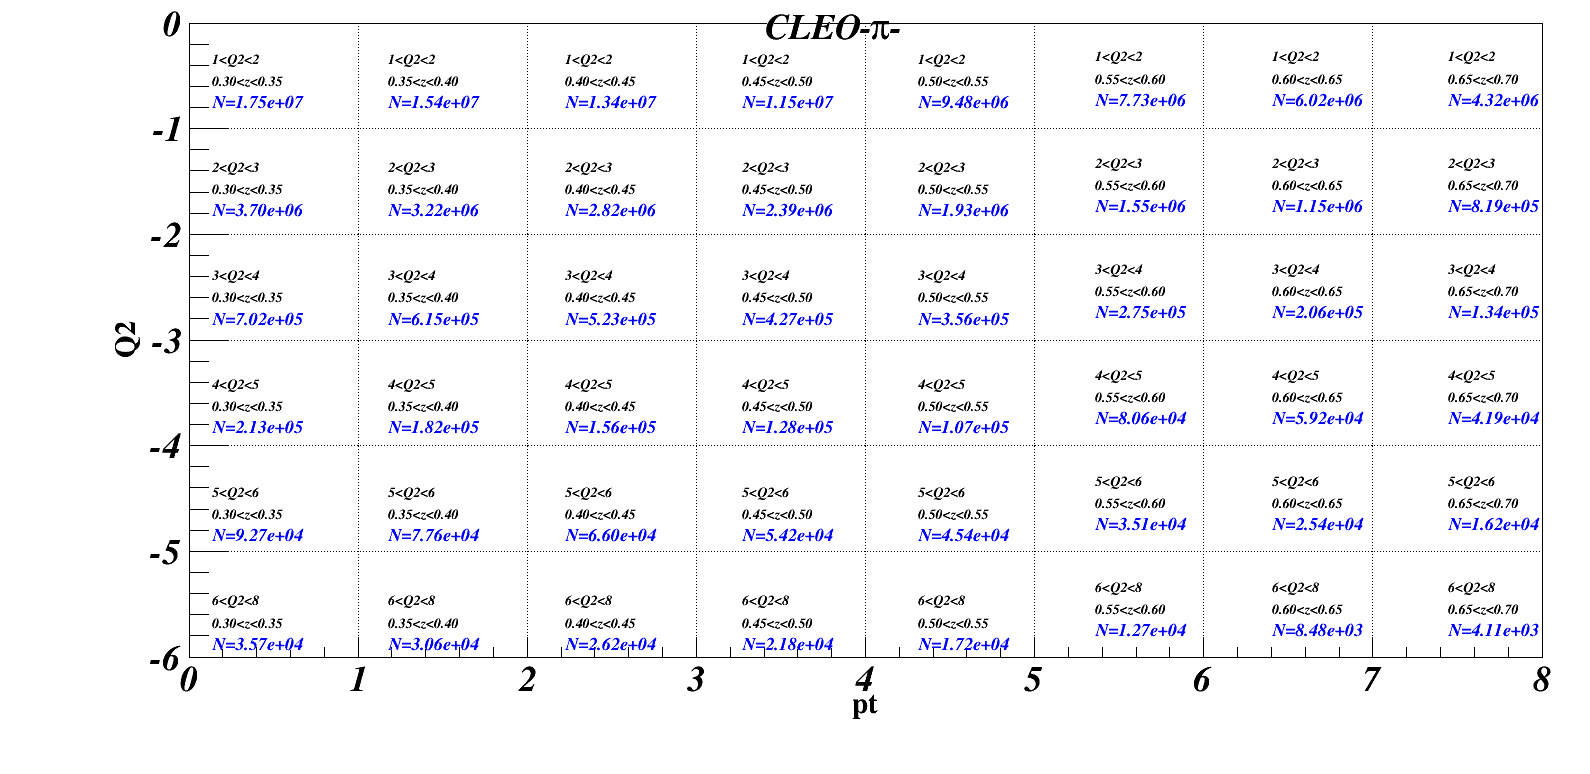 CLEO-π-
0
1<Q2<2
0.30<z<0.35
N=1.75e+07
1<Q2<2
0.35<z<0.40
N=1.54e+07
1<Q2<2
0.40<z<0.45
N=1.34e+07
1<Q2<2
0.45<z<0.50
N=1.15e+07
1<Q2<2
0.50<z<0.55
N=9.48e+06
1<Q2<2
0.55<z<0.60
N=7.73e+06
1<Q2<2
0.60<z<0.65
N=6.02e+06
1<Q2<2
0.65<z<0.70
N=4.32e+06
-1
2<Q2<3
0.30<z<0.35
N=3.70e+06
2<Q2<3
0.35<z<0.40
N=3.22e+06
2<Q2<3
0.40<z<0.45
N=2.82e+06
2<Q2<3
0.45<z<0.50
N=2.39e+06
2<Q2<3
0.50<z<0.55
N=1.93e+06
2<Q2<3
0.55<z<0.60
N=1.55e+06
2<Q2<3
0.60<z<0.65
N=1.15e+06
2<Q2<3
0.65<z<0.70
N=8.19e+05
-2
3<Q2<4
0.30<z<0.35
N=7.02e+05
3<Q2<4
0.35<z<0.40
N=6.15e+05
3<Q2<4
0.40<z<0.45
N=5.23e+05
3<Q2<4
0.45<z<0.50
N=4.27e+05
3<Q2<4
0.50<z<0.55
N=3.56e+05
3<Q2<4
0.55<z<0.60
N=2.75e+05
3<Q2<4
0.60<z<0.65
N=2.06e+05
3<Q2<4
0.65<z<0.70
N=1.34e+05
Q2
-3
4<Q2<5
0.30<z<0.35
N=2.13e+05
4<Q2<5
0.35<z<0.40
N=1.82e+05
4<Q2<5
0.40<z<0.45
N=1.56e+05
4<Q2<5
0.45<z<0.50
N=1.28e+05
4<Q2<5
0.50<z<0.55
N=1.07e+05
4<Q2<5
0.55<z<0.60
N=8.06e+04
4<Q2<5
0.60<z<0.65
N=5.92e+04
4<Q2<5
0.65<z<0.70
N=4.19e+04
-4
5<Q2<6
0.30<z<0.35
N=9.27e+04
5<Q2<6
0.35<z<0.40
N=7.76e+04
5<Q2<6
0.40<z<0.45
N=6.60e+04
5<Q2<6
0.45<z<0.50
N=5.42e+04
5<Q2<6
0.50<z<0.55
N=4.54e+04
5<Q2<6
0.55<z<0.60
N=3.51e+04
5<Q2<6
0.60<z<0.65
N=2.54e+04
5<Q2<6
0.65<z<0.70
N=1.62e+04
-5
6<Q2<8
0.30<z<0.35
N=3.57e+04
6<Q2<8
0.35<z<0.40
N=3.06e+04
6<Q2<8
0.40<z<0.45
N=2.62e+04
6<Q2<8
0.45<z<0.50
N=2.18e+04
6<Q2<8
0.50<z<0.55
N=1.72e+04
6<Q2<8
0.55<z<0.60
N=1.27e+04
6<Q2<8
0.60<z<0.65
N=8.48e+03
6<Q2<8
0.65<z<0.70
N=4.11e+03
-6
0 1 2 3 4 5 6 7 8
pt